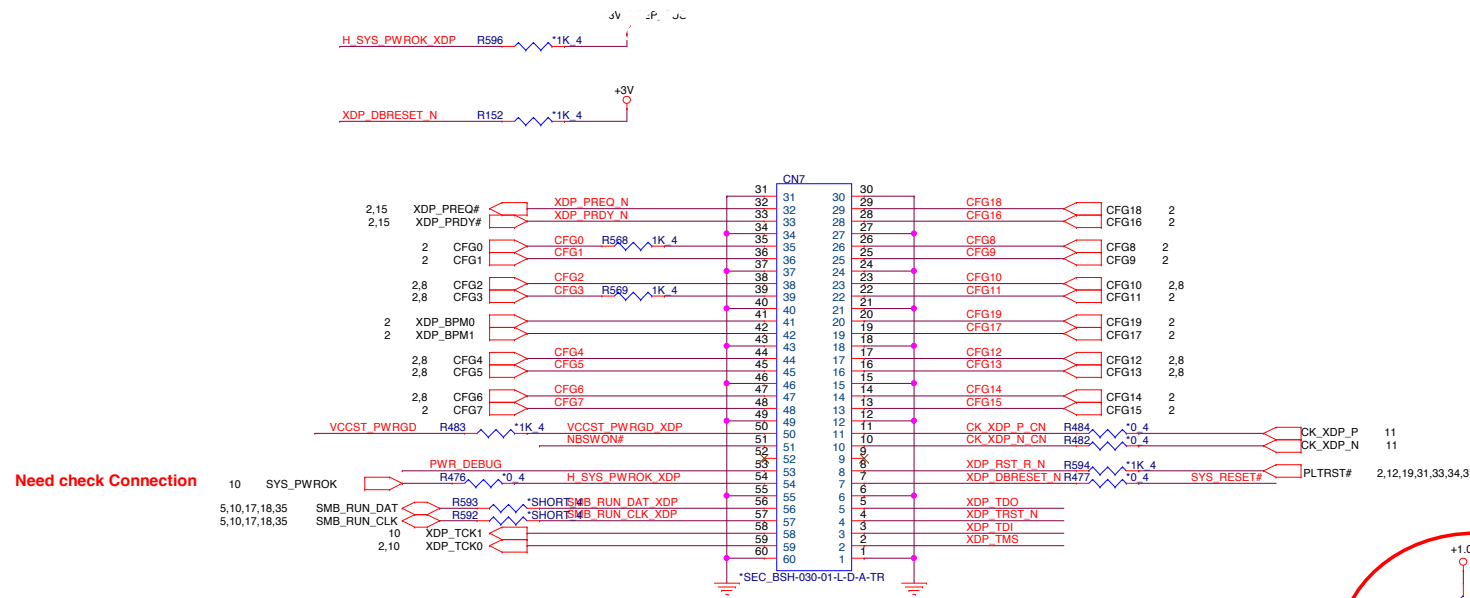 H_SYS_PWROK_XDP R596 *1K_4
+3V
XDP_DBRESET_N R152 *1K_4
CN7
31 31 30 30
2,15 XDP_PREQ# XDP_PREQ_N 32 32 29 29 CFG18 CFG18 2
2,15 XDP_PRDY# XDP_PRDY_N 33 33 28 28 CFG16 CFG16 2
34 34 27 27
2 CFG0 CFG0 R568 1K_4 35 35 26 26 CFG8 CFG8 2
2 CFG1 CFG1 36 36 25 25 CFG9 CFG9 2
37 37 24 24
2,8 CFG2 CFG2 38 38 23 23 CFG10 CFG10 2,8
2,8 CFG3 CFG3 R569 1K_4 39 39 22 22 CFG11 CFG11 2
40 40 21 21
2 XDP_BPM0 41 41 20 20 CFG19 CFG19 2
2 XDP_BPM1 42 42 19 19 CFG17 CFG17 2
43 43 18 18
2,8 CFG4 CFG4 44 44 17 17 CFG12 CFG12 2,8
2,8 CFG5 CFG5 45 45 16 16 CFG13 CFG13 2,8
46 46 15 15
2,8 CFG6 CFG6 47 47 14 14 CFG14 CFG14 2
2 CFG7 CFG7 48 48 13 13 CFG15 CFG15 2
49 49 12 12
VCCST_PWRGD R483 *1K_4 VCCST_PWRGD_XDP 50 50 11 11 CK_XDP_P_CN R484 *0_4 CK_XDP_P 11
NBSWON# 51 51 10 10 CK_XDP_N_CN R482 *0_4 CK_XDP_N 11
52 52 9 9
PWR_DEBUG 53 53 8 8 XDP_RST_R_N R594 *1K_4 PLTRST# 2,12,19,31,33,34,3
Need check Connection 10 SYS_PWROK R476 *0_4 H_SYS_PWROK_XDP 54 54 7 7 XDP_DBRESET_N R477 *0_4 SYS_RESET#
55 55 6 6
5,10,17,18,35 SMB_RUN_DAT R593 *SHORT_4 SMB_RUN_DAT_XDP 56 56 5 5 XDP_TDO
5,10,17,18,35 SMB_RUN_CLK R592 *SHORT_4 SMB_RUN_CLK_XDP 57 57 4 4 XDP_TRST_N
10 XDP_TCK1 58 58 3 3 XDP_TDI
2,10 XDP_TCK0 59 59 2 2 XDP_TMS
60 60 1 1
*SEC_BSH-030-01-L-D-A-TR
+1.0